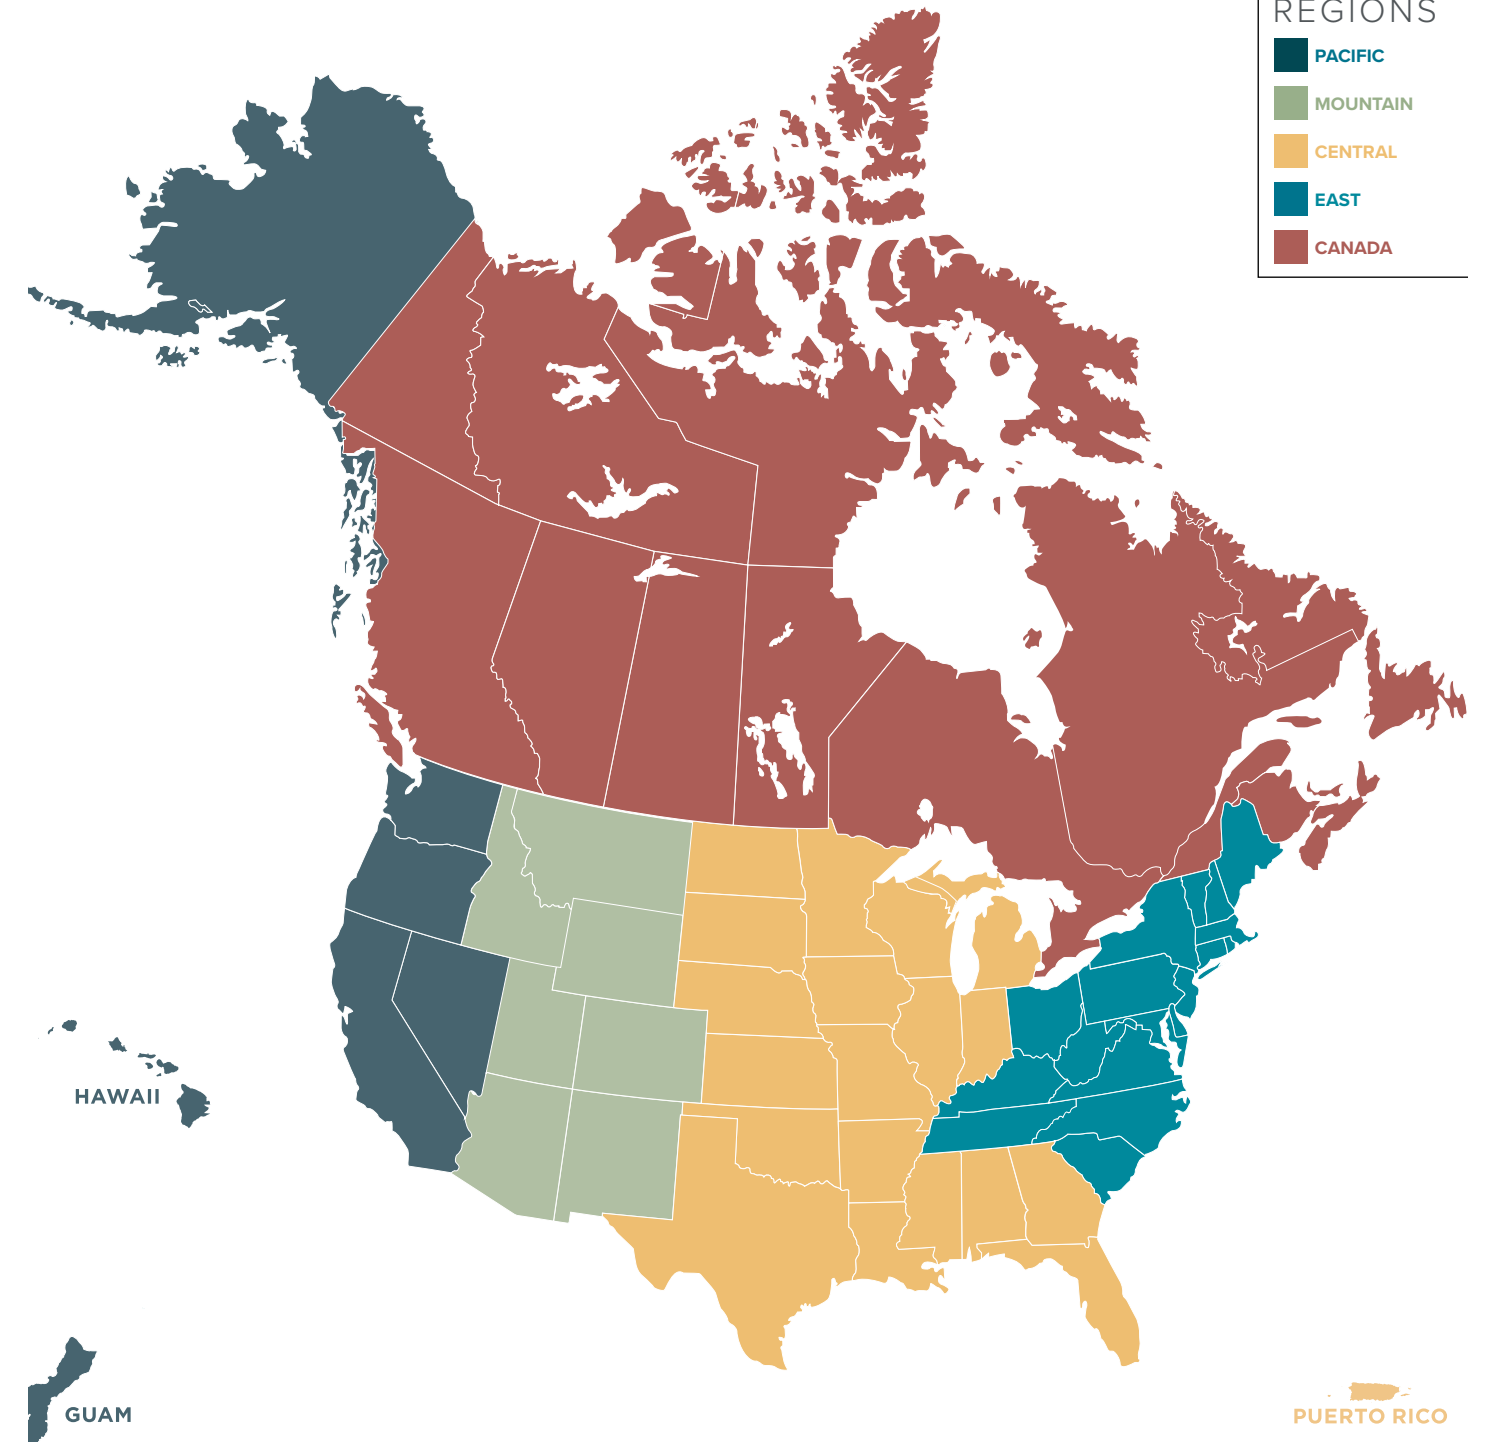 REGIONS
PACIFIC
MOUNTAIN
CENTRAL
EAST
CANADA
HAWAII
GUAM
PUERTO RICO